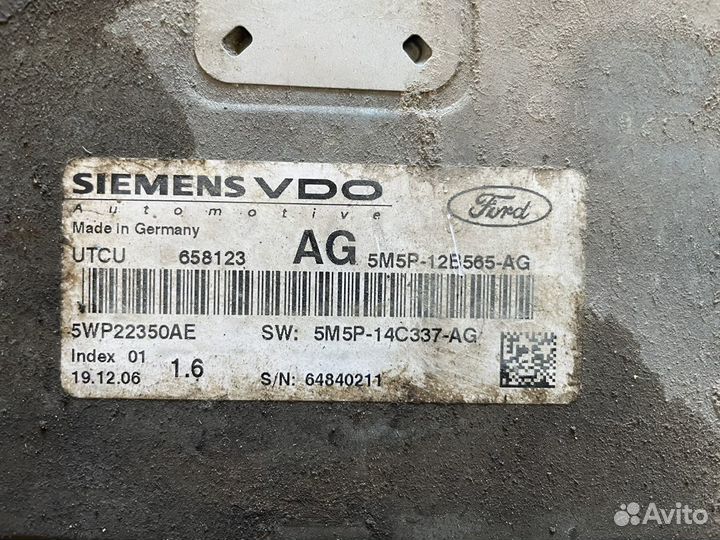 SIEMENS VDO
Automotive
Ford
Made in Germany
UTCU 658123 AG 5M5P-12B565-AG
5WP22350AE SW: 5M5P-14C337-AG
Index 01
19.12.06 1.6 S/N: 64840211
Avito